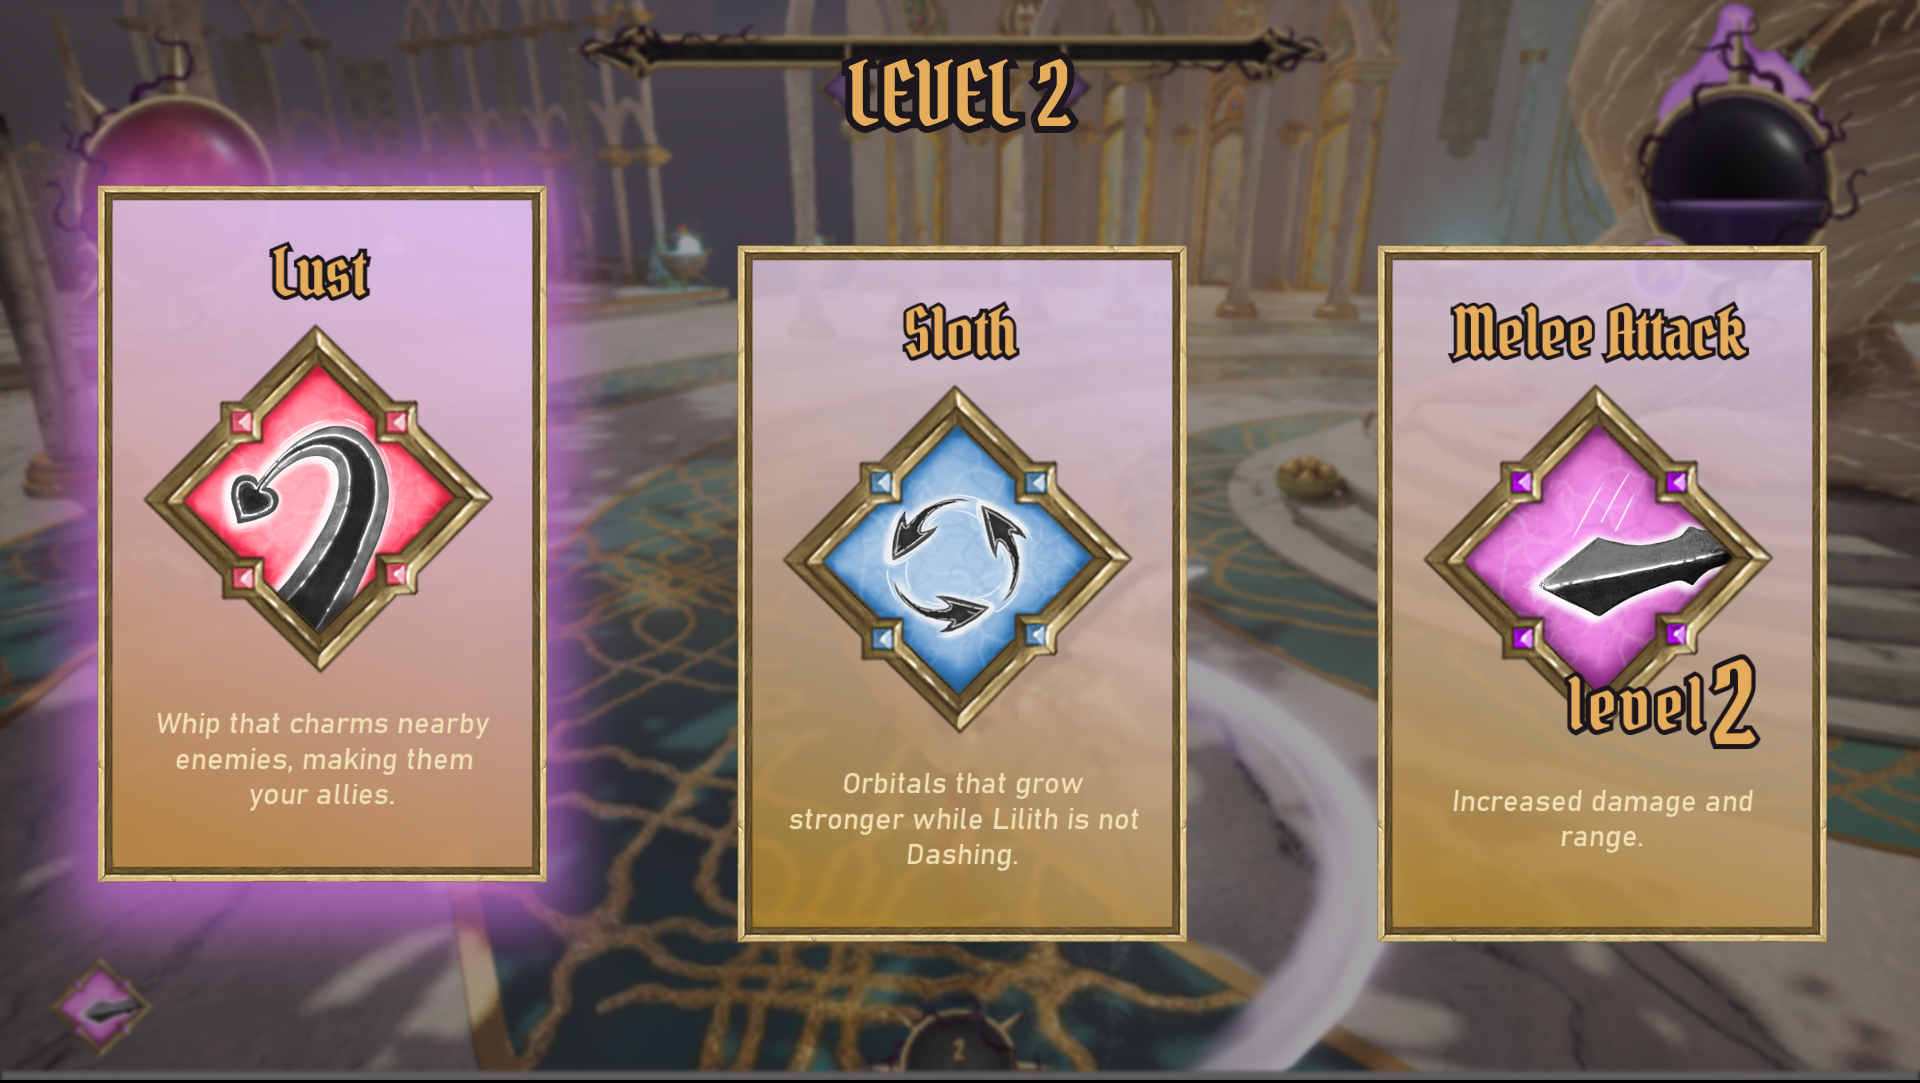 LEVEL 2
Lust
Whip that charms nearby
enemies, making them
your allies.
Sloth
Orbitals that grow
stronger while Lilith is not
Dashing.
Melee Attack
level 2
Increased damage and
range.
2